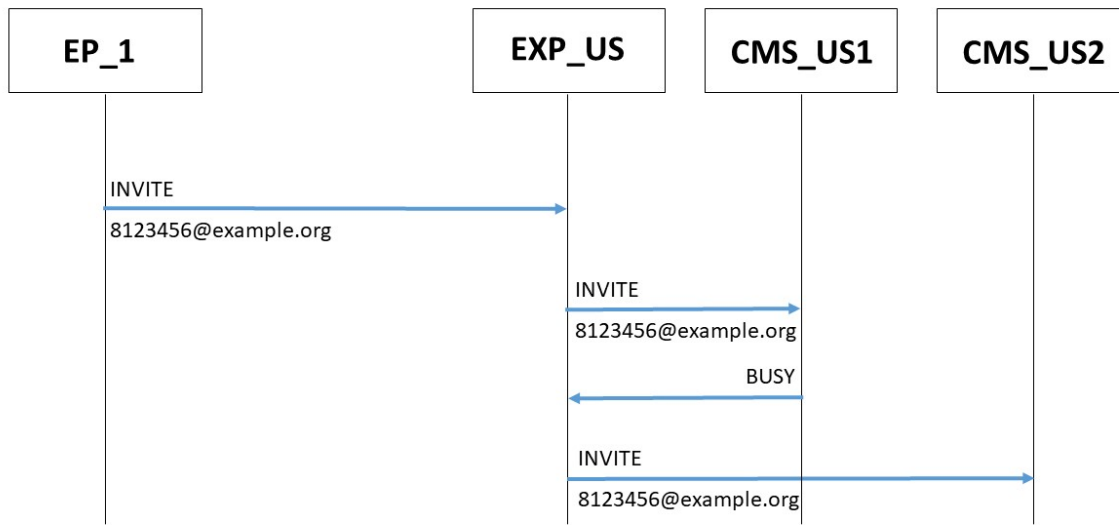 EP_1
EXP_US
CMS_US1
CMS_US2
INVITE
8123456@example.org
INVITE
8123456@example.org
BUSY
INVITE
8123456@example.org